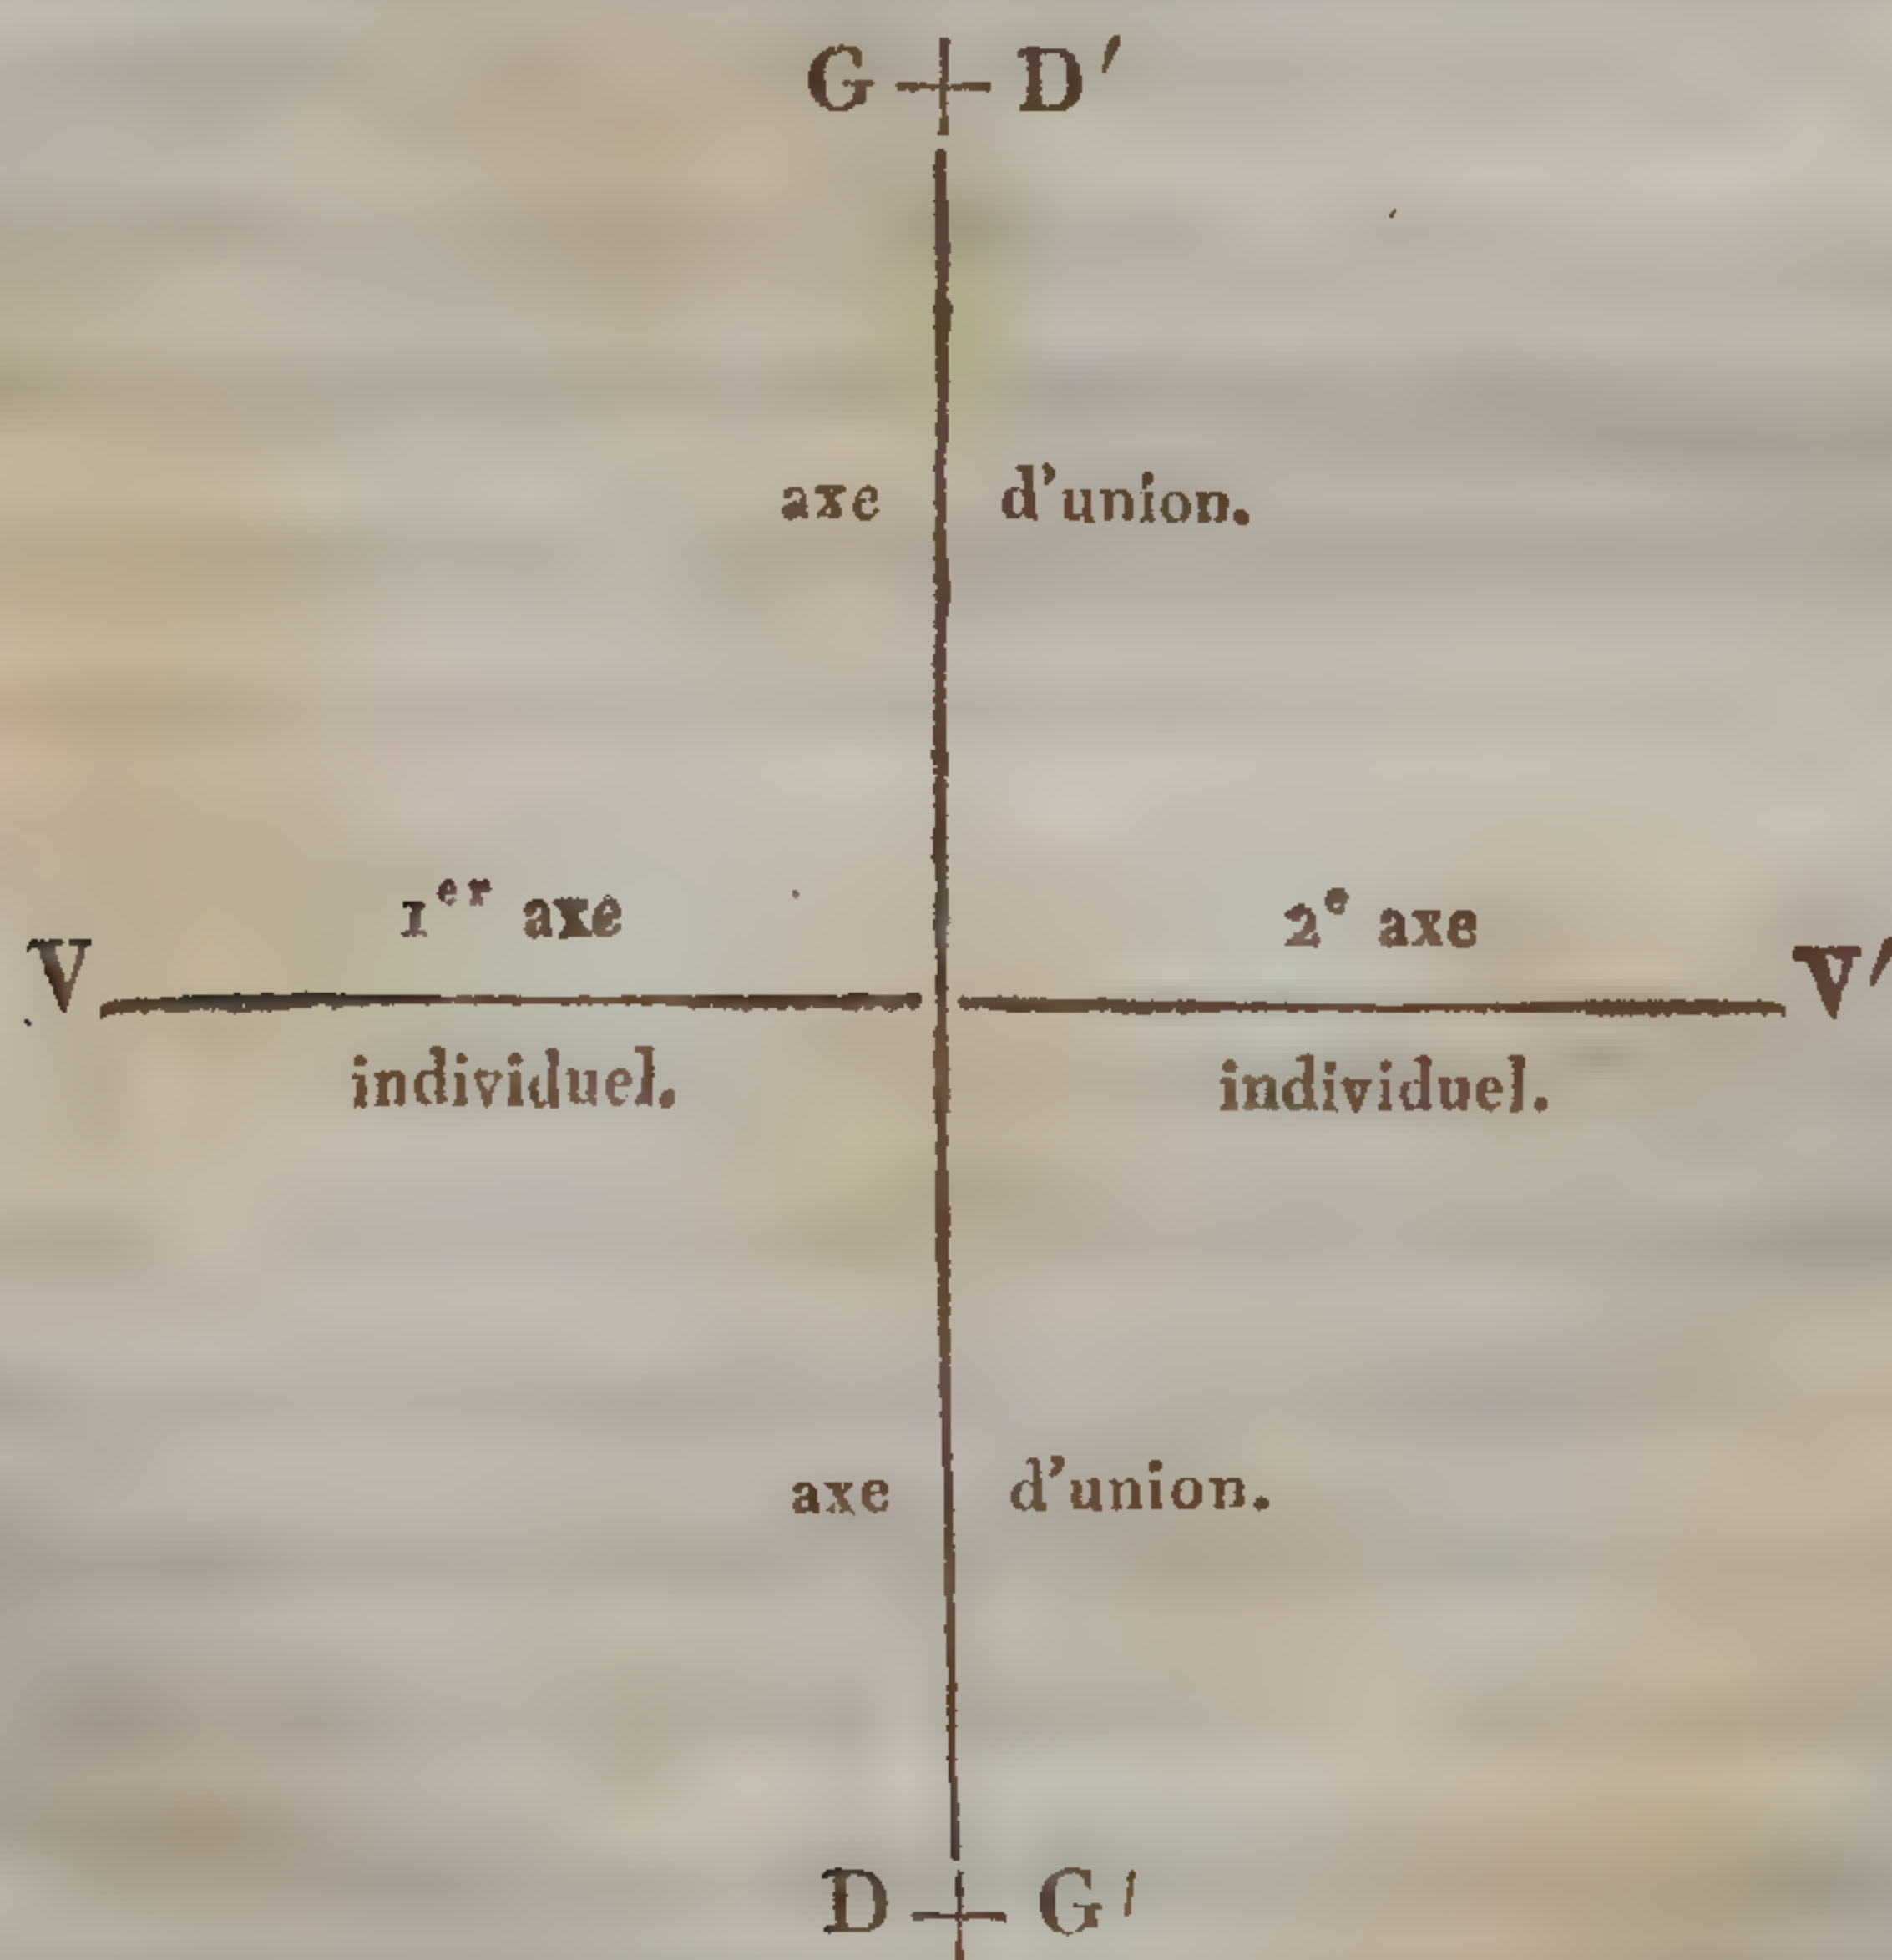 G + D'
axe d'union.
1er axe 2e axe
V V'
individuel. individuel.
axe d'union.
D + G'